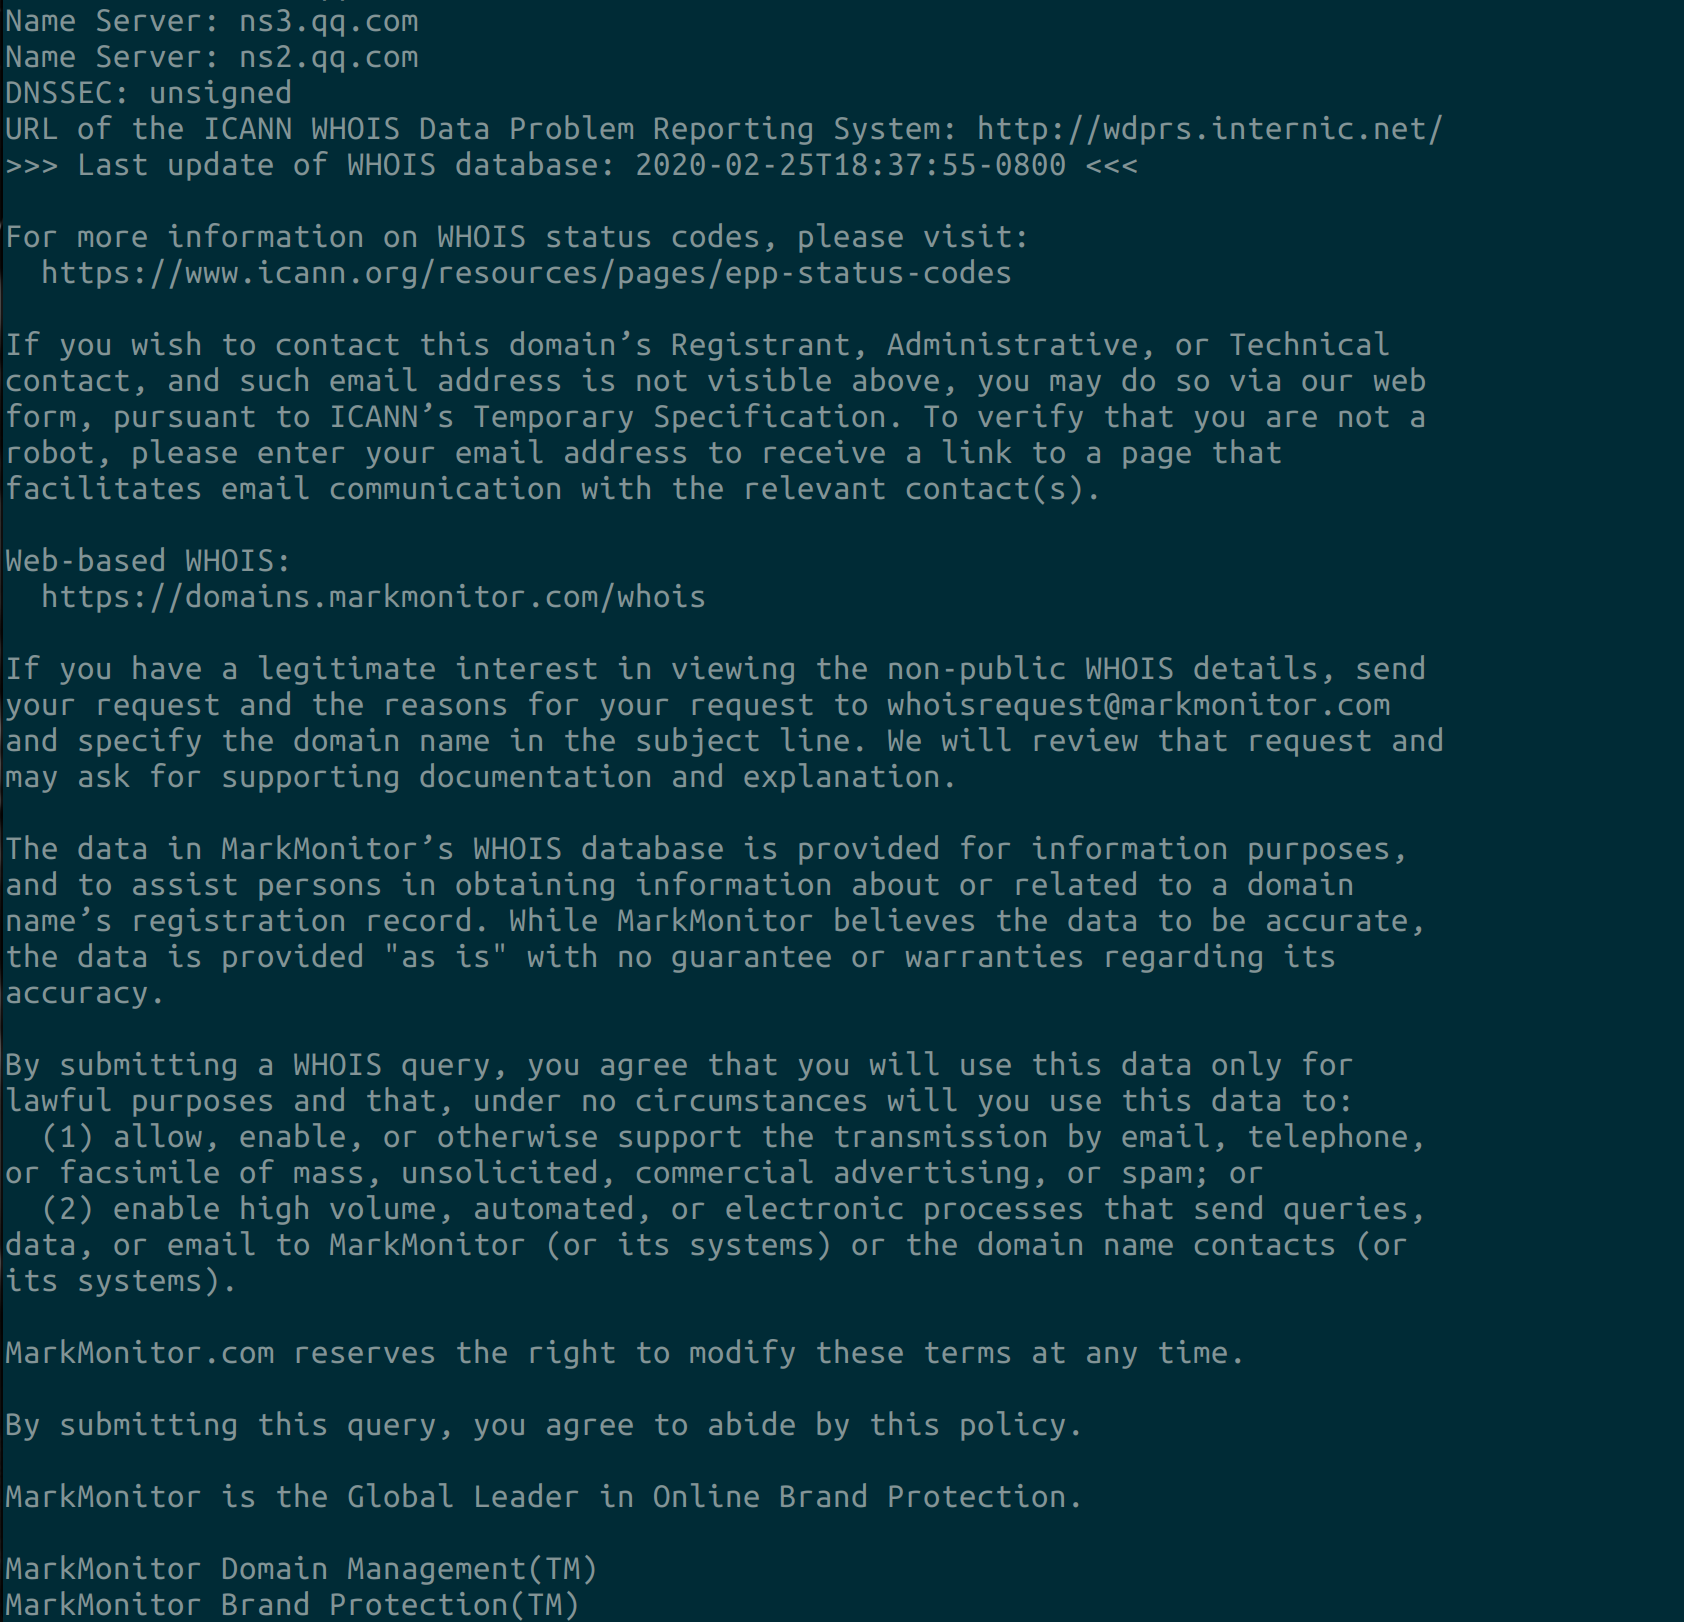 Name Server: ns3.qq.com
Name Server: ns2.qq.com
DNSSEC: unsigned
URL of the ICANN WHOIS Data Problem Reporting System: http://wdprs.internic.net/
>>> Last update of WHOIS database: 2020-02-25T18:37:55-0800 <<<

For more information on WHOIS status codes, please visit:
  https://www.icann.org/resources/pages/epp-status-codes

If you wish to contact this domain’s Registrant, Administrative, or Technical
contact, and such email address is not visible above, you may do so via our web
form, pursuant to ICANN’s Temporary Specification. To verify that you are not a
robot, please enter your email address to receive a link to a page that
facilitates email communication with the relevant contact(s).

Web-based WHOIS:
  https://domains.markmonitor.com/whois

If you have a legitimate interest in viewing the non-public WHOIS details, send
your request and the reasons for your request to whoisrequest@markmonitor.com
and specify the domain name in the subject line. We will review that request and
may ask for supporting documentation and explanation.

The data in MarkMonitor’s WHOIS database is provided for information purposes,
and to assist persons in obtaining information about or related to a domain
name’s registration record. While MarkMonitor believes the data to be accurate,
the data is provided "as is" with no guarantee or warranties regarding its
accuracy.

By submitting a WHOIS query, you agree that you will use this data only for
lawful purposes and that, under no circumstances will you use this data to:
  (1) allow, enable, or otherwise support the transmission by email, telephone,
or facsimile of mass, unsolicited, commercial advertising, or spam; or
  (2) enable high volume, automated, or electronic processes that send queries,
data, or email to MarkMonitor (or its systems) or the domain name contacts (or
its systems).

MarkMonitor.com reserves the right to modify these terms at any time.

By submitting this query, you agree to abide by this policy.

MarkMonitor is the Global Leader in Online Brand Protection.

MarkMonitor Domain Management(TM)
MarkMonitor Brand Protection(TM)